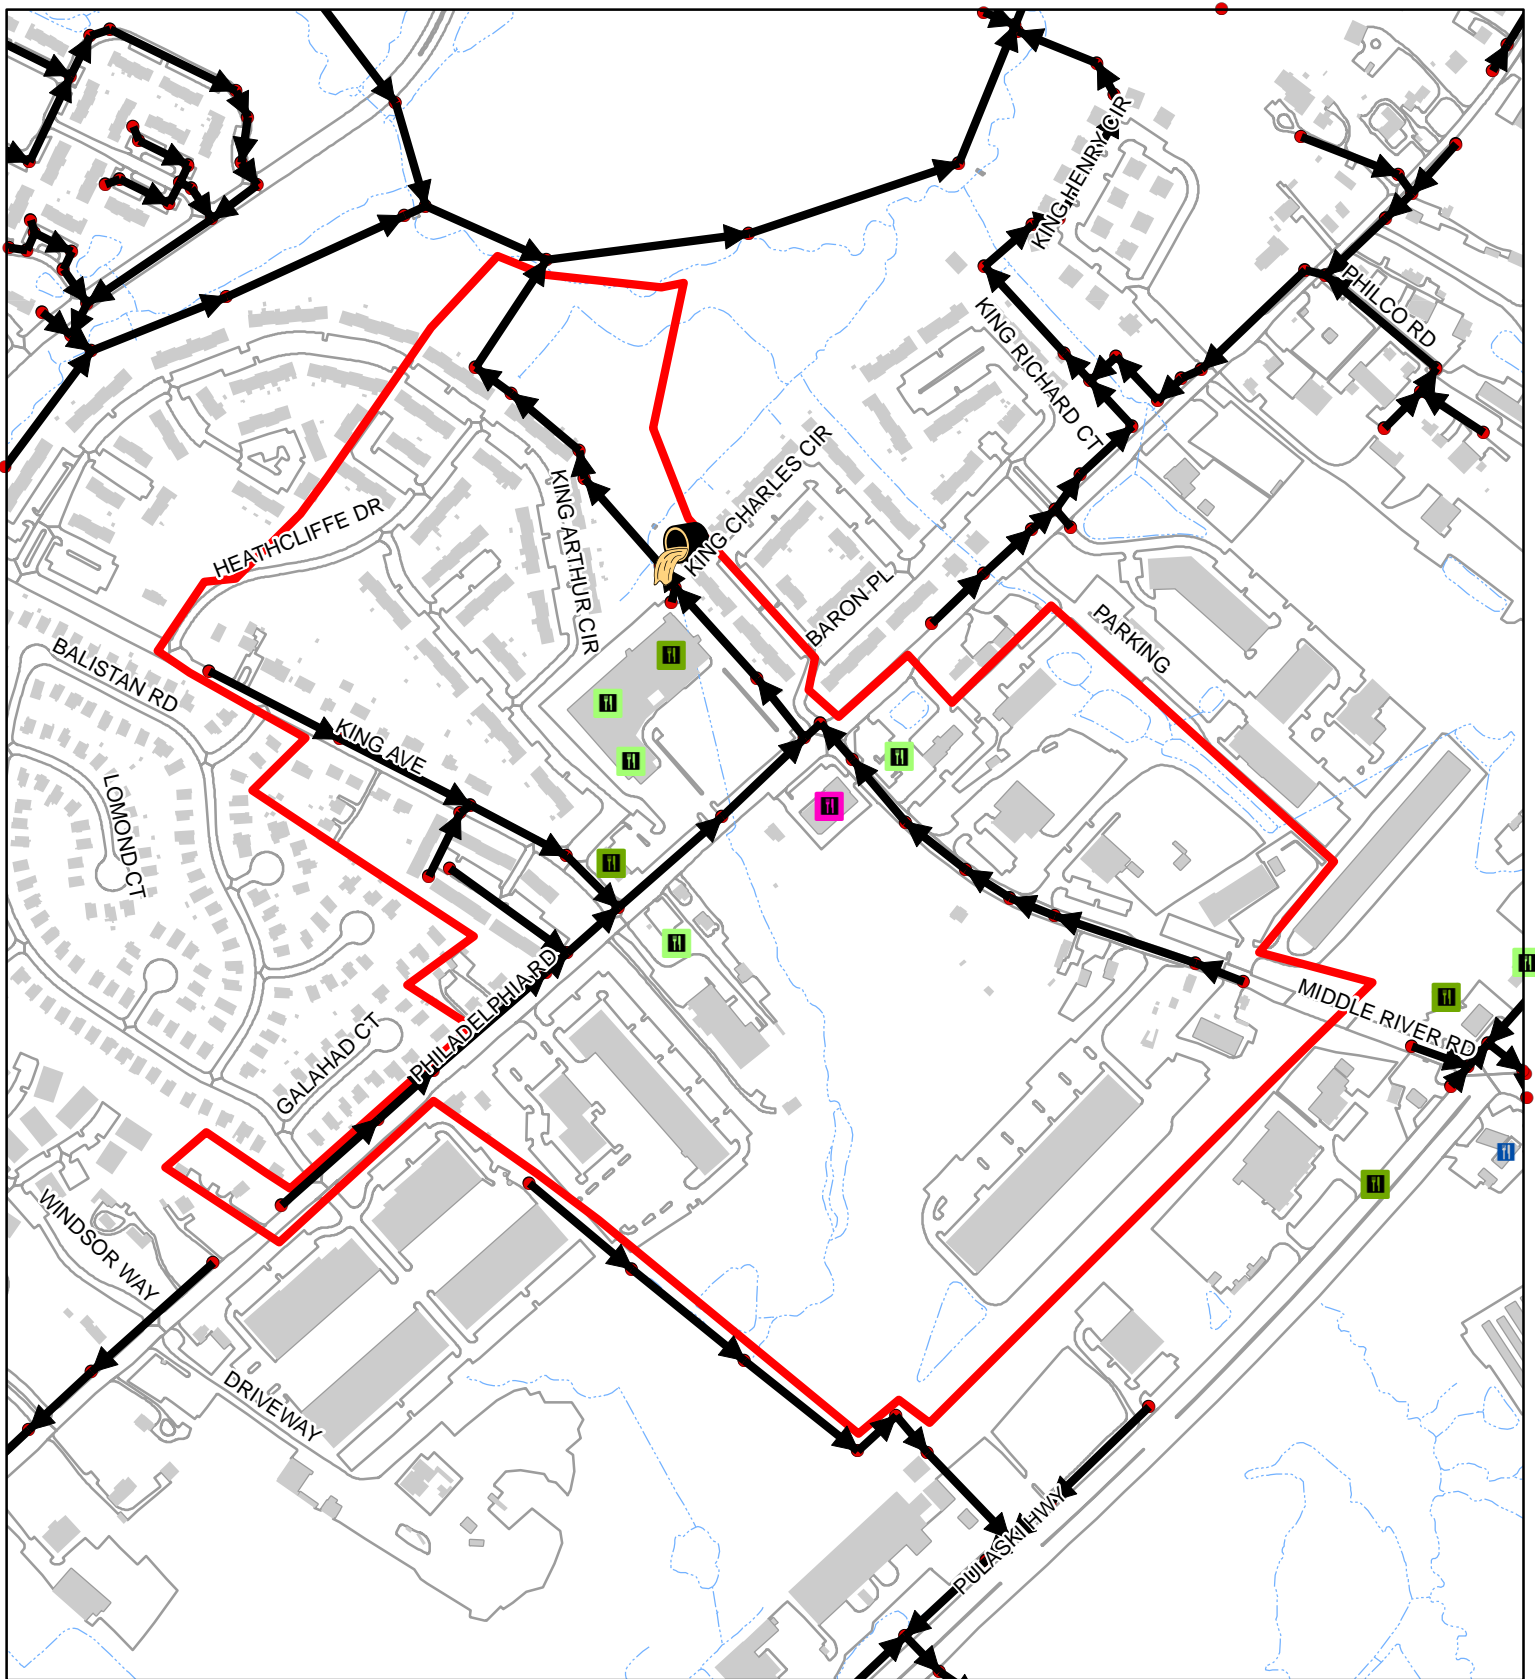 KING HENRY CIR
PHILCO RD
KING RICHARD CT
KING CHARLES CIR
KING ARTHUR CIR
HEATHCLIFFE DR
BARON PL
PARKING
BALISTAN RD
KING AVE
LOMOND CT
PHILADELPHIA RD
MIDDLE RIVER RD
GALAHAD CT
WINDSOR WAY
DRIVEWAY
PULASKI HWY